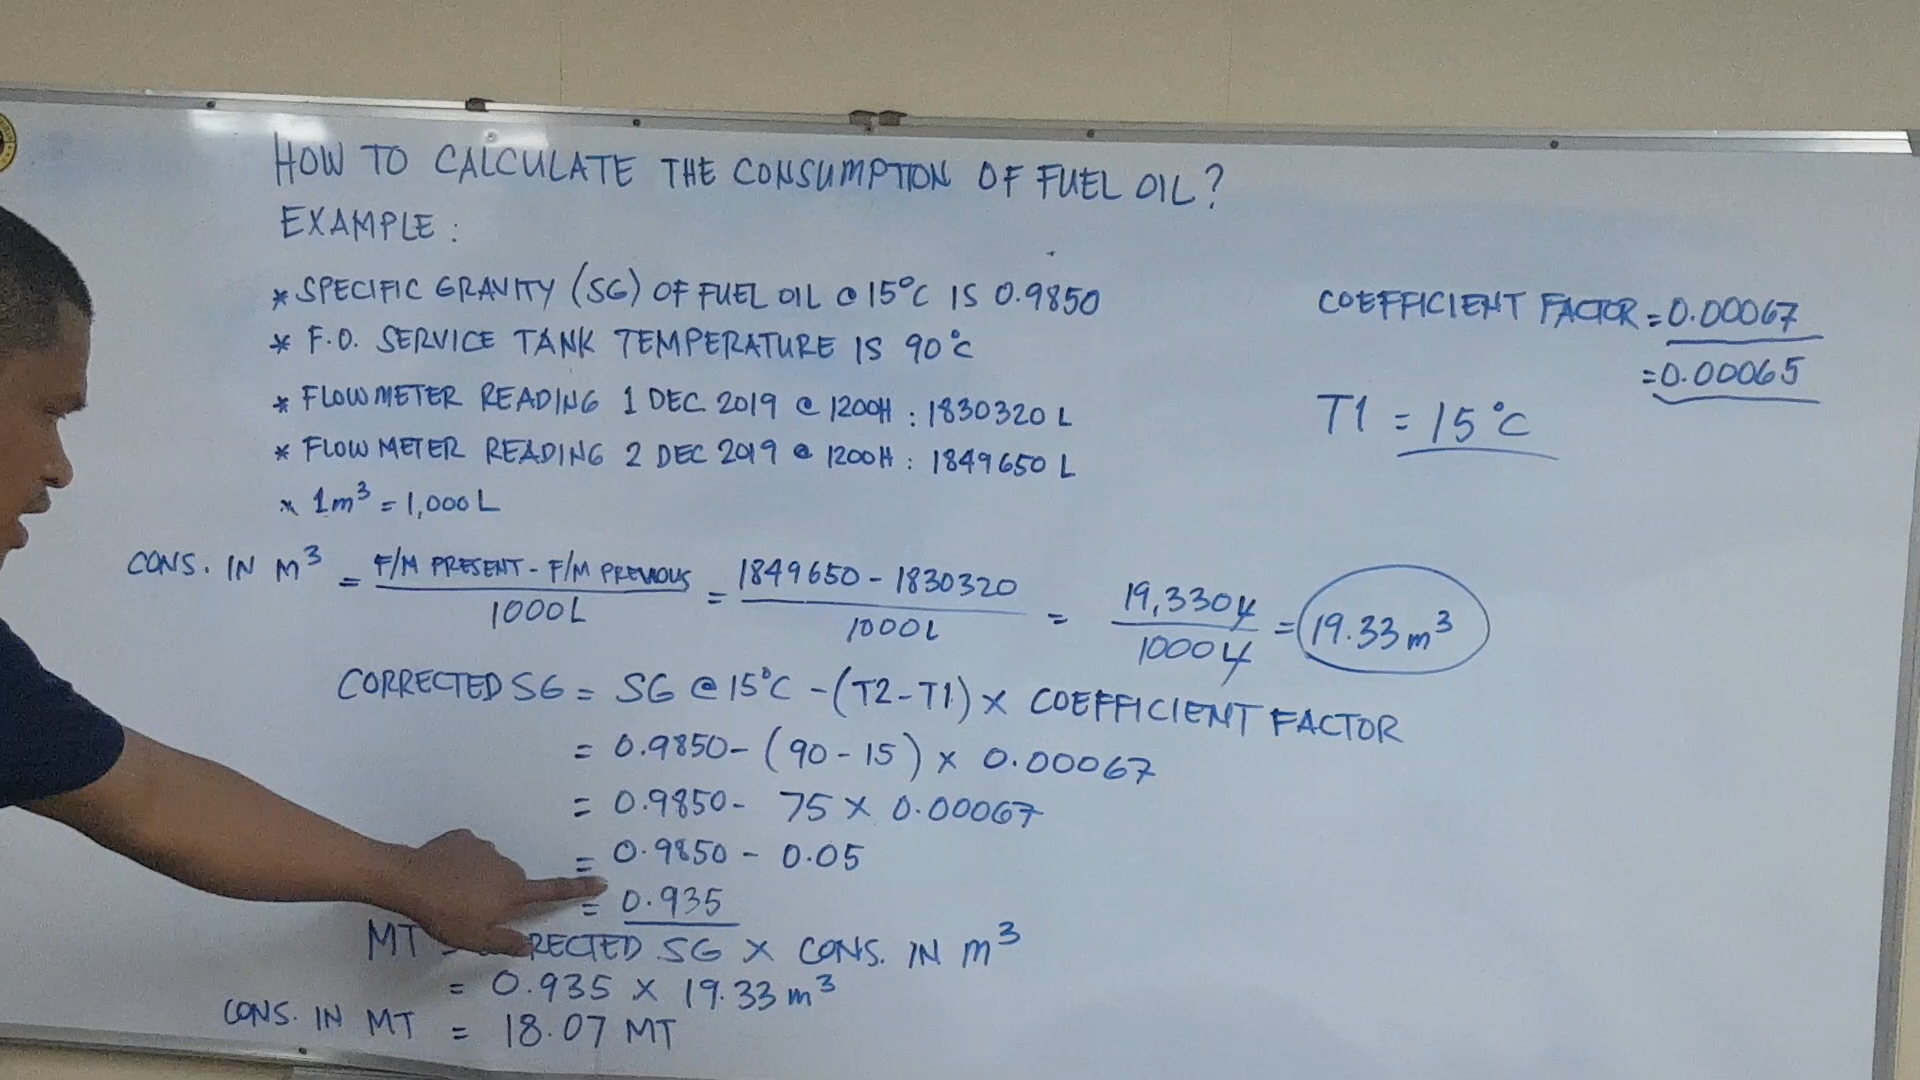 HOW TO CALCULATE THE CONSUMPTION OF FUEL OIL?
EXAMPLE:
* SPECIFIC GRAVITY (SG) OF FUEL OIL @ 15°C IS 0.9850
* F.O. SERVICE TANK TEMPERATURE IS 90°C
* FLOWMETER READING 1 DEC 2019 @ 1200H : 1830320 L
* FLOW METER READING 2 DEC 2019 @ 1200H : 1849650 L
* 1m³ = 1,000L
COEFFICIENT FACTOR = 0.00067
= 0.00065
T1 = 15°C
CONS. IN M³ = F/M PRESENT - F/M PREVIOUS / 1000L = 1849650 - 1830320 / 1000L = 19,330L / 1000L = 19.33 m³
CORRECTED SG = SG @ 15°C - (T2 - T1) X COEFFICIENT FACTOR
= 0.9850 - (90 - 15) X 0.00067
= 0.9850 - 75 X 0.00067
= 0.9850 - 0.05
= 0.935
MT = RECTED SG X CONS. IN M³
= 0.935 X 19.33 m³
CONS. IN MT = 18.07 MT